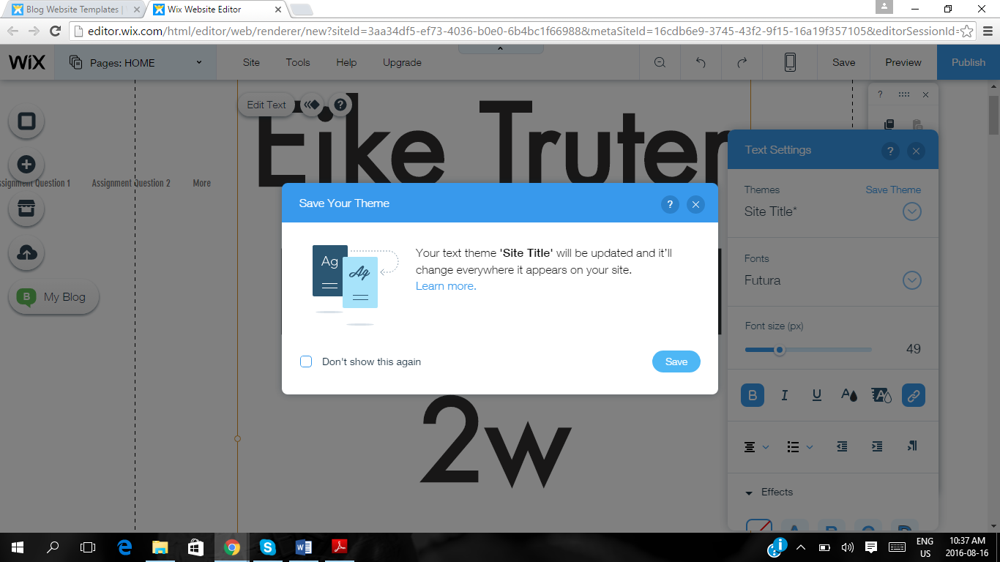 Blog Website Templates |
Wix Website Editor
editor.wix.com/html/editor/web/renderer/new?siteId=3aa34df5-ef73-4036-b0e0-6b4bc1f66988&metaSiteId=16cdb6e9-3745-43f2-9f15-16a19f357105&editorSessionId=
WiX
Pages: HOME
Site
Tools
Help
Upgrade
Save
Preview
Publish
Edit Text
?
Eike Truter
?
Text Settings
?
ssignment Question 1
Assignment Question 2
More
Themes
Save Theme
Site Title*
Save Your Theme
?
Ag
Ag
Your text theme 'Site Title' will be updated and it'll
change everywhere it appears on your site.
Learn more.
Don't show this again
Save
Fonts
Futura
B
My Blog
Font size (px)
49
B
I
U
A
A
2w
Effects
A
ENG
US
10:37 AM
2016-08-16